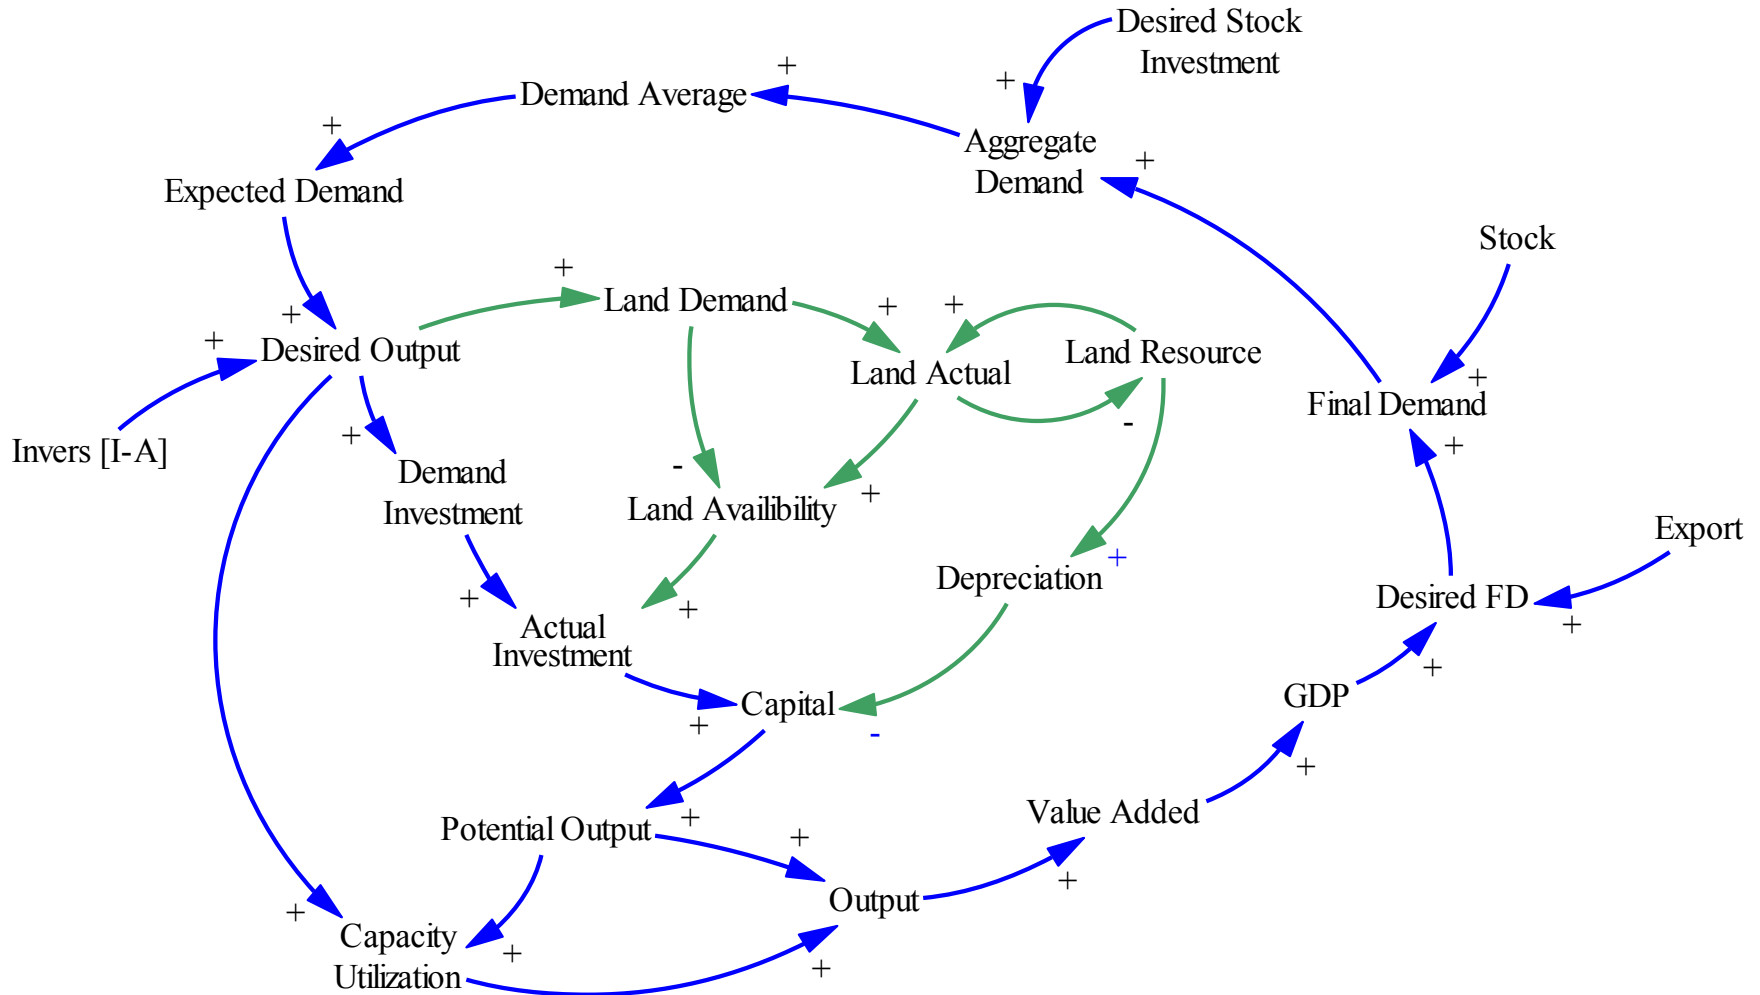 Desired Stock
Investment
+
+
Demand Average
+
Aggregate
Demand
+
Expected Demand
Stock
+
Land Demand
+
+
+
Desired Output
+
Land Actual
Land Resource
+
Final Demand
Invers [I-A]
+
-
+
Demand
Investment
-
+
Land Availibility
Export
+
Depreciation
+
Desired FD
+
+
Actual
Investment
+
+
GDP
Capital
+
-
+
Value Added
+
Potential Output
+
+
Output
+
+
Capacity
Utilization
+
+